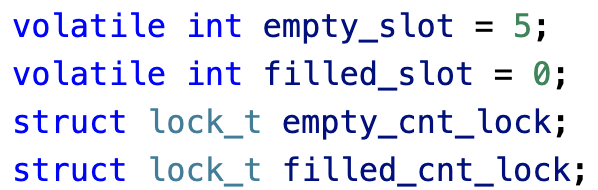 volatile int empty_slot = 5;
volatile int filled_slot = 0;
struct lock_t empty_cnt_lock;
struct lock_t filled_cnt_lock;